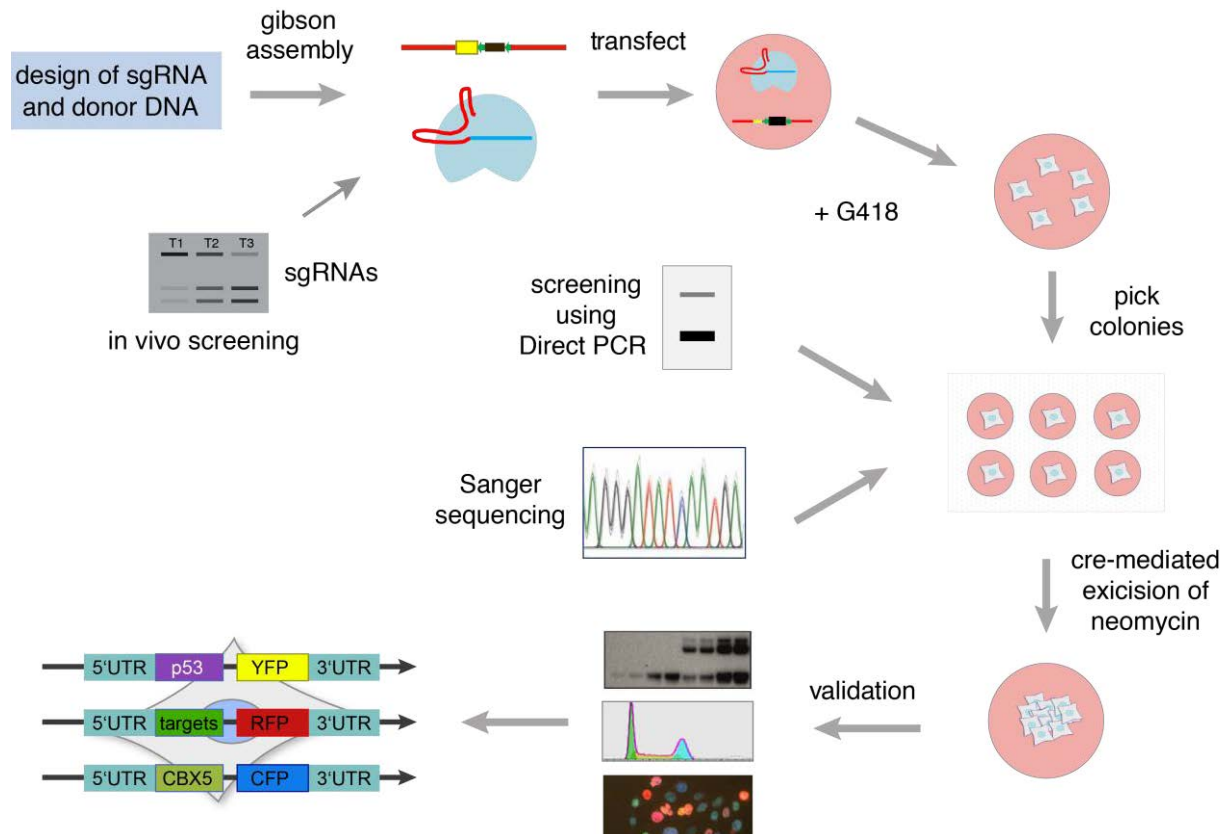 design of sgRNA
and donor DNA
gibson
assembly
transfect
T1 T2 T3
sgRNAs
in vivo screening
+ G418
screening
using
Direct PCR
pick
colonies
Sanger
sequencing
cre-mediated
exicision of
neomycin
validation
5‘UTR p53 YFP 3‘UTR
5‘UTR targets RFP 3‘UTR
5‘UTR CBX5 CFP 3‘UTR